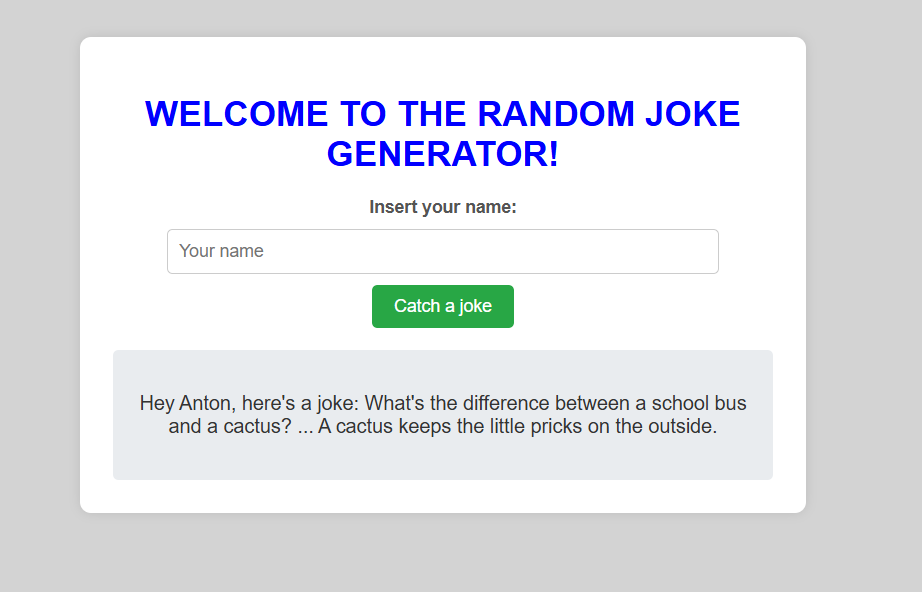 WELCOME TO THE RANDOM JOKE
GENERATOR!
Insert your name:
Your name
Catch a joke
Hey Anton, here's a joke: What's the difference between a school bus
and a cactus? ... A cactus keeps the little pricks on the outside.